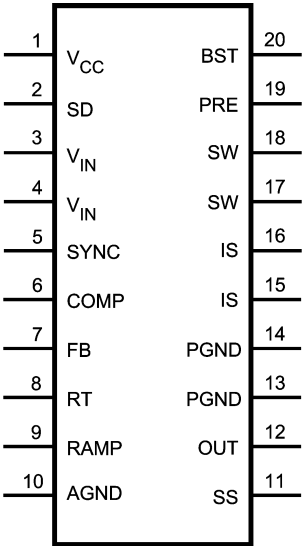 1 VCC BST 20
2 SD PRE 19
3 VIN SW 18
4 VIN SW 17
5 SYNC IS 16
6 COMP IS 15
7 FB PGND 14
8 RT PGND 13
9 RAMP OUT 12
10 AGND SS 11